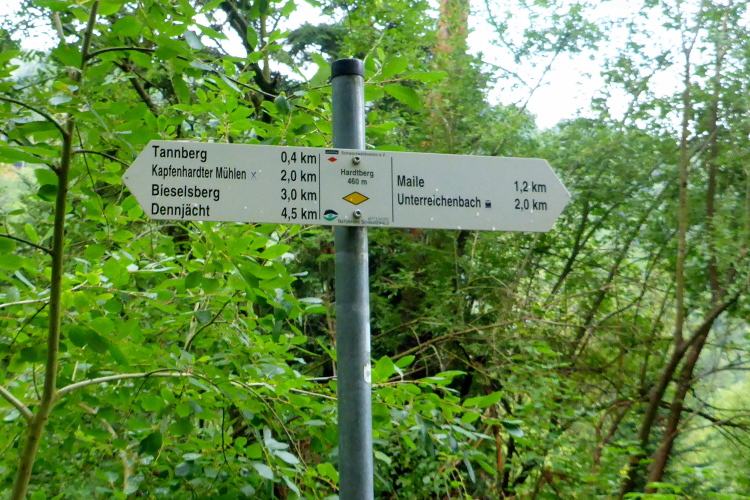 Tannberg 0,4 km
Kapfenhardter Mühlen 2,0 km
Bieselsberg 3,0 km
Dennjächt 4,5 km
Schwarzwaldverein e.V.
Hardtberg
460 m
Maile 1,2 km
Unterreichenbach 2,0 km